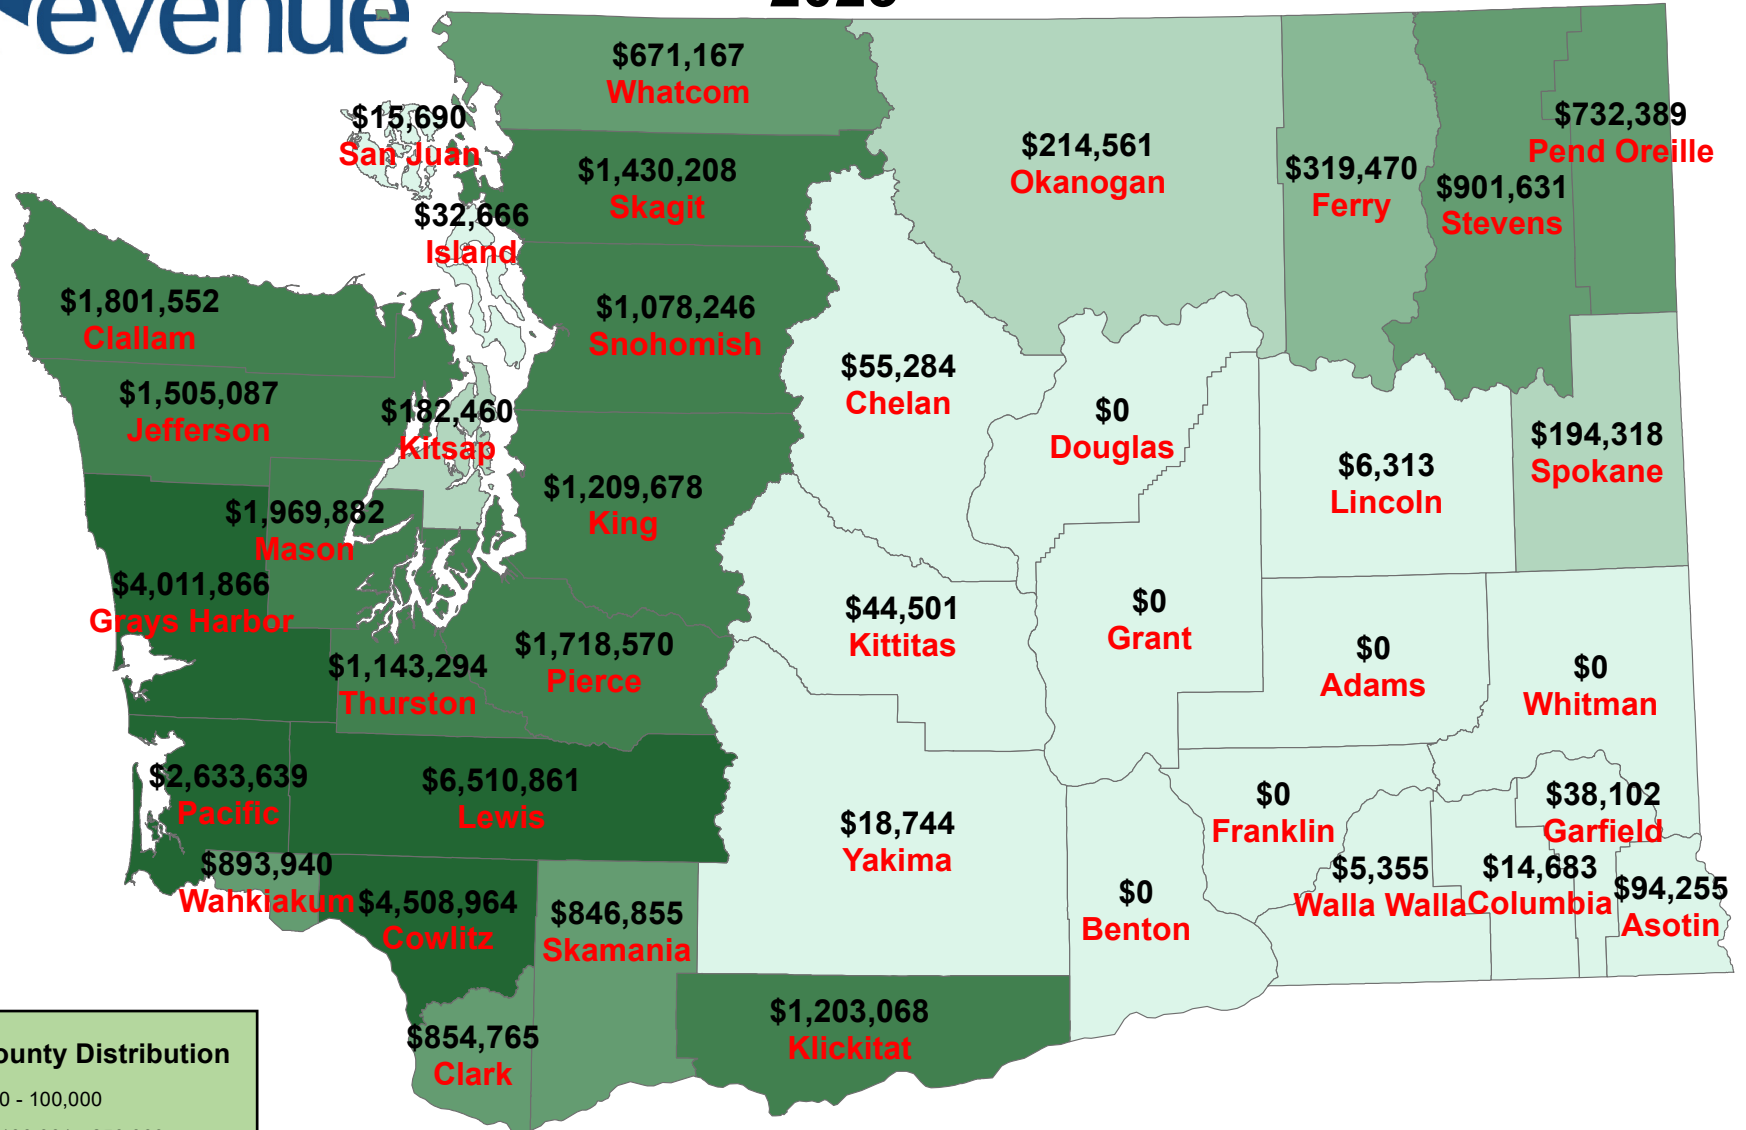 evenue
$671,167
Whatcom
$15,690
San Juan
$1,430,208
Skagit
$32,666
Island
$214,561
Okanogan
$319,470
Ferry
$901,631
Stevens
$732,389
Pend Oreille
$1,801,552
Clallam
$1,078,246
Snohomish
$1,505,087
Jefferson
$182,460
Kitsap
$55,284
Chelan
$0
Douglas
$6,313
Lincoln
$194,318
Spokane
$1,969,882
Mason
$1,209,678
King
$4,011,866
Grays Harbor
$1,143,294
Thurston
$1,718,570
Pierce
$44,501
Kittitas
$0
Grant
$0
Adams
$0
Whitman
$2,633,639
Pacific
$6,510,861
Lewis
$18,744
Yakima
$0
Franklin
$38,102
Garfield
$893,940
Wahkiakum
$4,508,964
Cowlitz
$846,855
Skamania
$0
Benton
$5,355
Walla Walla
$14,683
Columbia
$94,255
Asotin
$854,765
Clark
$1,203,068
Klickitat
ounty Distribution
0 - 100,000